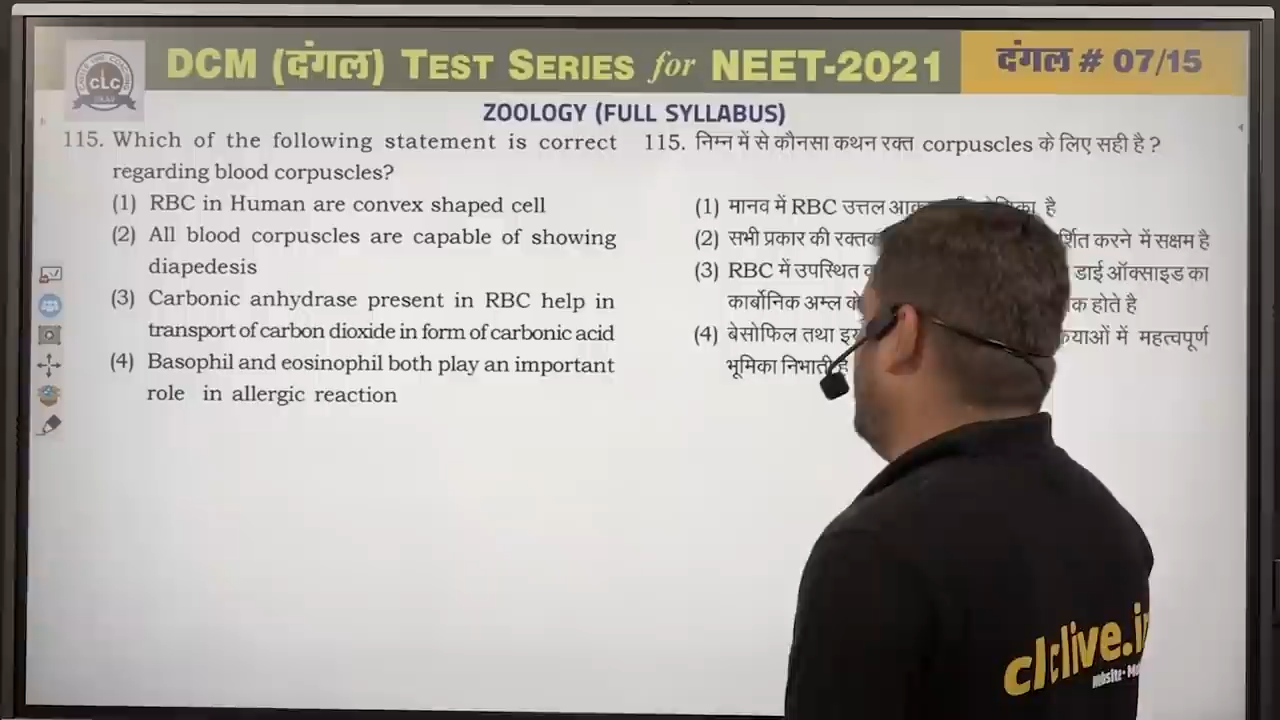 DCM (दंगल) TEST SERIES for NEET-2021
दंगल # 07/15
CLC
ZOOLOGY (FULL SYLLABUS)
115. Which of the following statement is correct
regarding blood corpuscles?
(1) RBC in Human are convex shaped cell
(2) All blood corpuscles are capable of showing
diapedesis
(3) Carbonic anhydrase present in RBC help in
transport of carbon dioxide in form of carbonic acid
(4) Basophil and eosinophil both play an important
role in allergic reaction
115. निम्न में से कौनसा कथन रक्त corpuscles के लिए सही है ?
(1) मानव में RBC उत्तल है
(2) सभी प्रकार की करने में सक्षम है
(3) RBC में उपस्थित डाई ऑक्साइड का
कार्बोनिक अम्ल होते है
(4) बेसोफिल तथा में महत्वपूर्ण
भूमिका निभाते है